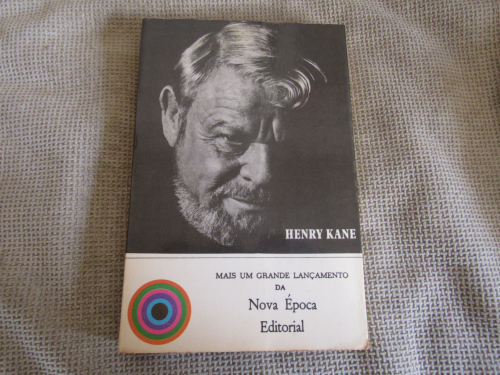 HENRY KANE
MAIS UM GRANDE LANÇAMENTO
DA
Nova Época
Editorial